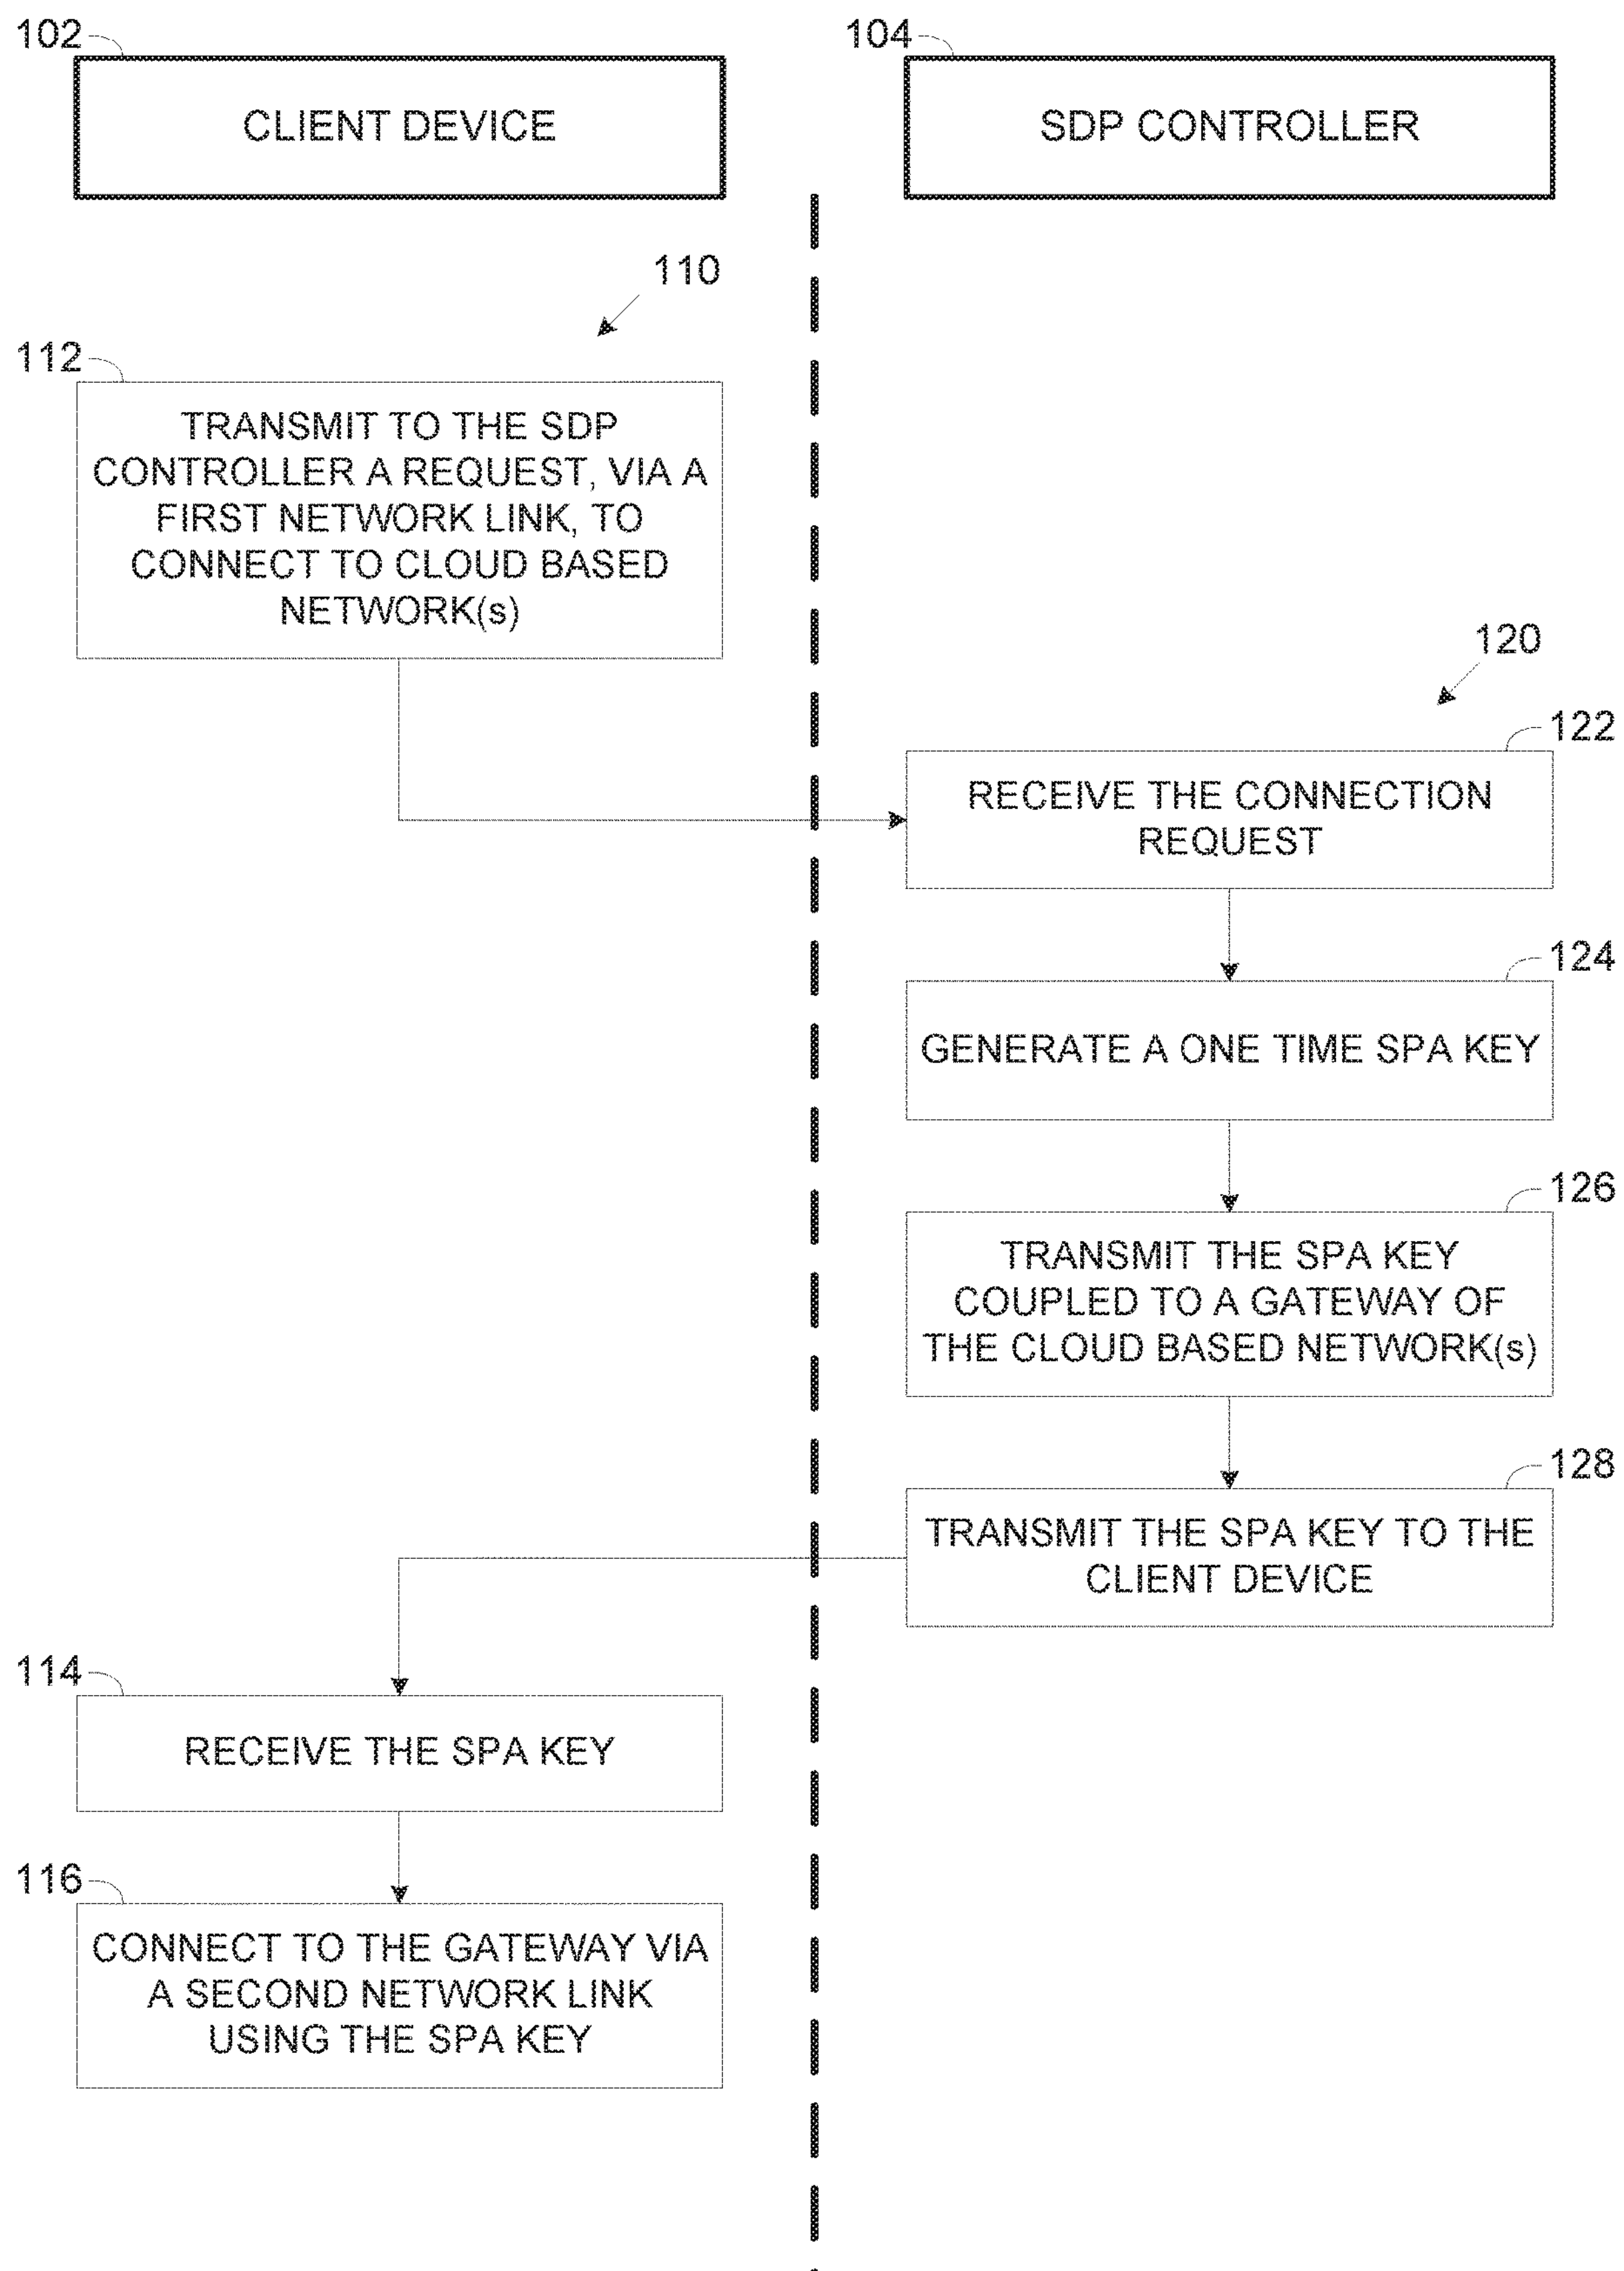 102
CLIENT DEVICE
104
SDP CONTROLLER
110
112
TRANSMIT TO THE SDP
CONTROLLER A REQUEST, VIA A
FIRST NETWORK LINK, TO
CONNECT TO CLOUD BASED
NETWORK(s)
120
122
RECEIVE THE CONNECTION
REQUEST
124
GENERATE A ONE TIME SPA KEY
126
TRANSMIT THE SPA KEY
COUPLED TO A GATEWAY OF
THE CLOUD BASED NETWORK(s)
128
TRANSMIT THE SPA KEY TO THE
CLIENT DEVICE
114
RECEIVE THE SPA KEY
116
CONNECT TO THE GATEWAY VIA
A SECOND NETWORK LINK
USING THE SPA KEY